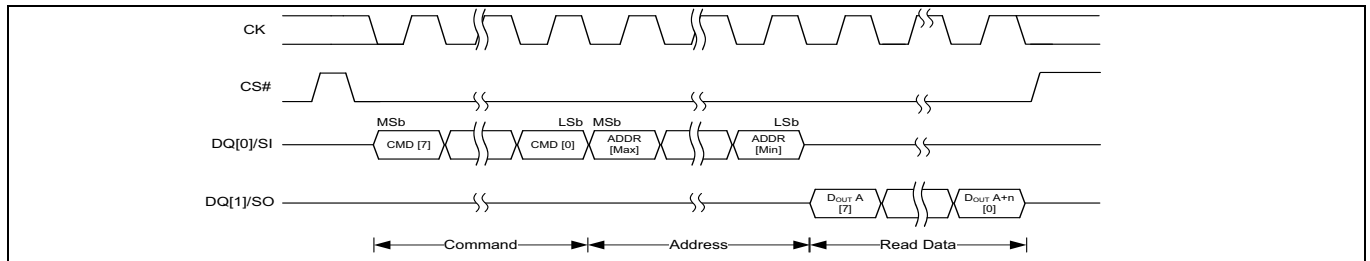 CK
CS#
MSb LSb MSb LSb
DQ[0]/SI CMD [7] CMD [0] ADDR [Max] ADDR [Min]
DQ[1]/SO DOUT A [7] DOUT A+n [0]
Command Address Read Data